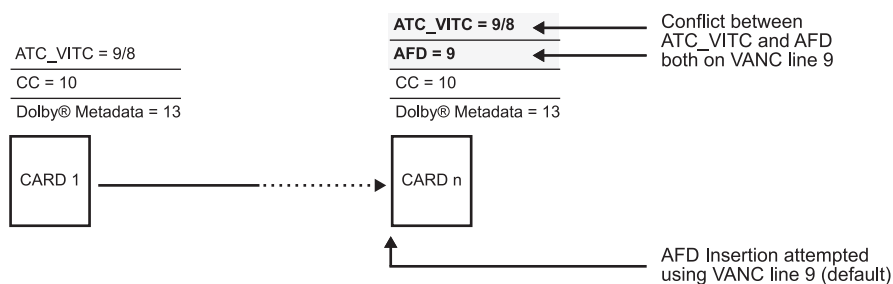 ATC_VITC = 9/8
CC = 10
Dolby® Metadata = 13
CARD 1
ATC_VITC = 9/8
AFD = 9
CC = 10
Dolby® Metadata = 13
CARD n
Conflict between
ATC_VITC and AFD
both on VANC line 9
AFD Insertion attempted
using VANC line 9 (default)